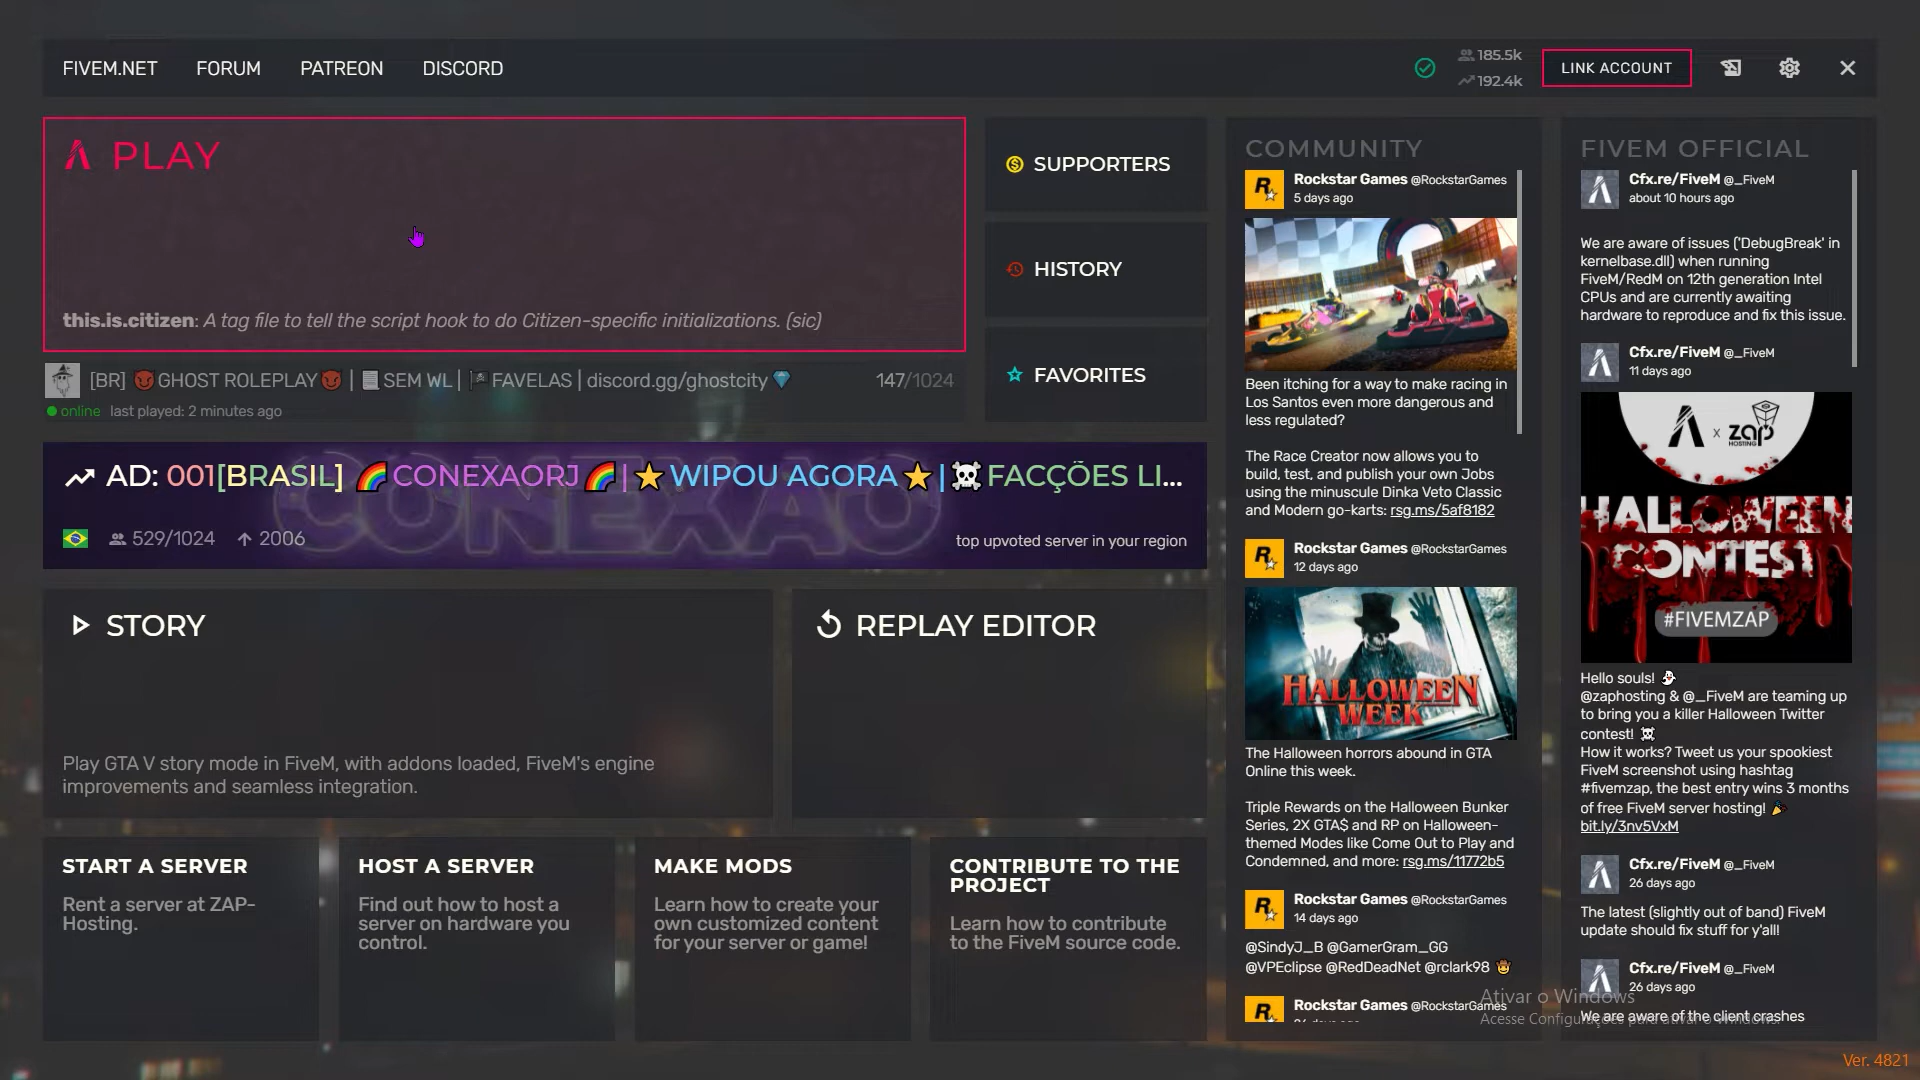 FIVEM.NET FORUM PATREON DISCORD
185.5k
192.4k
LINK ACCOUNT
PLAY
this.is.citizen: A tag file to tell the script hook to do Citizen-specific initializations. (sic)
[BR] 😈GHOST ROLEPLAY😈 | 📃SEM WL | 🏴‍☠️FAVELAS | discord.gg/ghostcity💎 147/1024
online last played: 2 minutes ago
SUPPORTERS
HISTORY
FAVORITES
AD: 001[BRASIL] 🌈CONEXAORJ🌈|⭐WIPOU AGORA⭐|☠️FACÇÕES LI...
CONEXAO
529/1024 2006
top upvoted server in your region
STORY
Play GTA V story mode in FiveM, with addons loaded, FiveM's engine
improvements and seamless integration.
REPLAY EDITOR
START A SERVER
Rent a server at ZAP-
Hosting.
HOST A SERVER
Find out how to host a
server on hardware you
control.
MAKE MODS
Learn how to create your
own customized content
for your server or game!
CONTRIBUTE TO THE
PROJECT
Learn how to contribute
to the FiveM source code.
COMMUNITY
Rockstar Games @RockstarGames
5 days ago
Been itching for a way to make racing in
Los Santos even more dangerous and
less regulated?
The Race Creator now allows you to
build, test, and publish your own Jobs
using the minuscule Dinka Veto Classic
and Modern go-karts: rsg.ms/5af8182
Rockstar Games @RockstarGames
12 days ago
HALLOWEEN
WEEK
The Halloween horrors abound in GTA
Online this week.
Triple Rewards on the Halloween Bunker
Series, 2X GTA$ and RP on Halloween-
themed Modes like Come Out to Play and
Condemned, and more: rsg.ms/11772b5
Rockstar Games @RockstarGames
14 days ago
@SindyJ_B @GamerGram_GG
@VPEclipse @RedDeadNet @rclark98 🤠
Rockstar Games @RockstarGames
FIVEM OFFICIAL
Cfx.re/FiveM @_FiveM
about 10 hours ago
We are aware of issues ('DebugBreak' in
kernelbase.dll) when running
FiveM/RedM on 12th generation Intel
CPUs and are currently awaiting
hardware to reproduce and fix this issue.
Cfx.re/FiveM @_FiveM
11 days ago
x zap
HOSTING
HALLOWEEN
CONTEST
#FIVEMZAP
Hello souls! 👻
@zaphosting & @_FiveM are teaming up
to bring you a killer Halloween Twitter
contest! ☠️
How it works? Tweet us your spookiest
FiveM screenshot using hashtag
#fivemzap, the best entry wins 3 months
of free FiveM server hosting! 🎉
bit.ly/3nv5VxM
Cfx.re/FiveM @_FiveM
26 days ago
The latest (slightly out of band) FiveM
update should fix stuff for y'all!
Cfx.re/FiveM @_FiveM
26 days ago
We are aware of the client crashes
Ativar o Windows
Acesse Configurações para ativar o Windows.
Ver. 4821